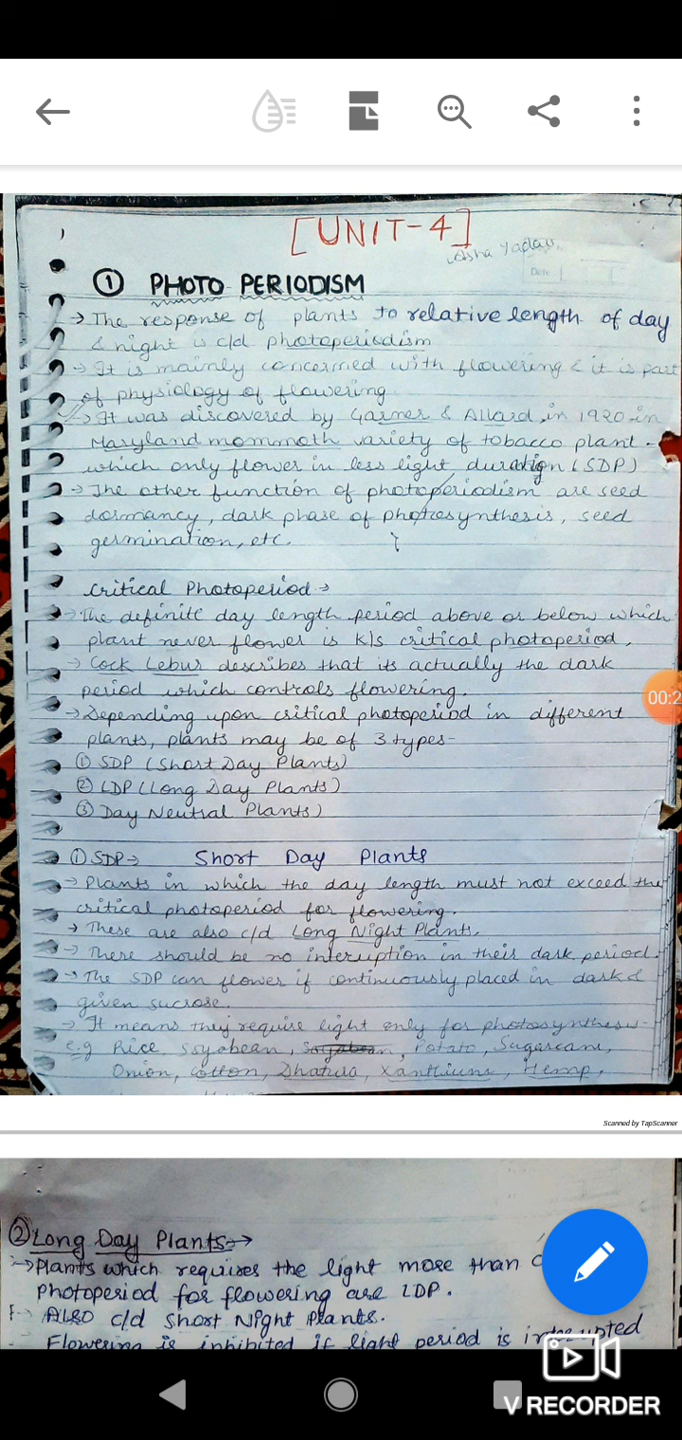 [UNIT-4]
Asha Yadav
Date
① PHOTO PERIODISM
→ The response of plants to relative length of day
& night is c/d photoperiodism
→ It is mainly concerned with flowering & it is part
of physiology of flowering
→ It was discovered by Garner & Allard in 1920 in
Maryland mommoth variety of tobacco plant.
which only flower in less light duration (SDP)
→ The other function of photoperiodism are seed
dormancy, dark phase of photosynthesis, seed
germination, etc.
Critical Photoperiod →
→ The definite day length period above or below which
plant never flower is k/s critical photoperiod.
→ Cock Lebur describes that its actually the dark
period which controls flowering.
→ Depending upon critical photoperiod in different
plants, plants may be of 3 types-
① SDP (Short Day Plants)
② LDP (Long Day Plants)
③ Day Neutral Plants)
① SDP → Short Day Plants
→ Plants in which the day length must not exceed the
critical photoperiod for flowering.
→ These are also c/d Long Night Plants.
→ There should be no interuption in their dark period.
→ The SDP can flower if continuously placed in dark &
given sucrose.
→ It means they require light only for photosynthesis.
e.g Rice, Soyabean, Potato, Sugarcane,
Onion, Cotton, Dhatura, Xanthium, Hemp,
Scanned by TapScanner
② Long Day Plants →
→ Plants which requires the light more than
Photoperiod for flowering are LDP.
→ Also c/d Short Night Plants.
Flowering is inhibited if light period is interrupted
00:2
V RECORDER